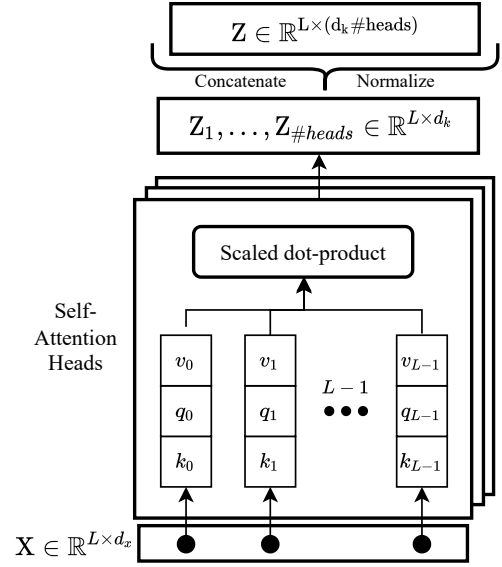 Z ∈ ℝ^{L×(d_k#heads)}
Concatenate Normalize
Z_1, ..., Z_{#heads} ∈ ℝ^{L×d_k}
Scaled dot-product
Self-
Attention
Heads
v_0 v_1 v_{L-1}
L − 1
q_0 q_1 ••• q_{L-1}
k_0 k_1 k_{L-1}
X ∈ ℝ^{L×d_x}